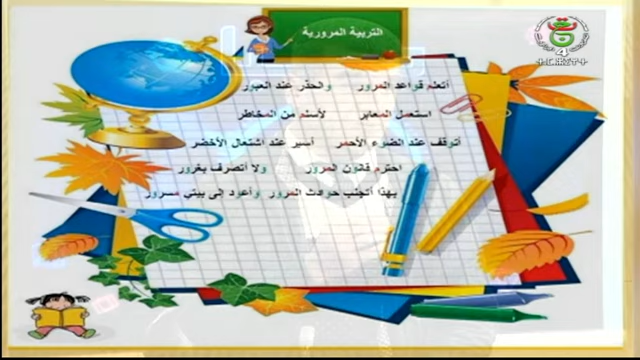 التربية المرورية
أتعلم قواعد المرور والحذر عند العبور
استعمل المعابر لأسلم من المخاطر
أتوقف عند الضوء الأحمر أسير عند اشتعال الأخضر
احترم قانون المرور ولا أتصرف بغرور
بهذا أتجنب حوادث المرور وأعود إلى بيتي مسرور
4